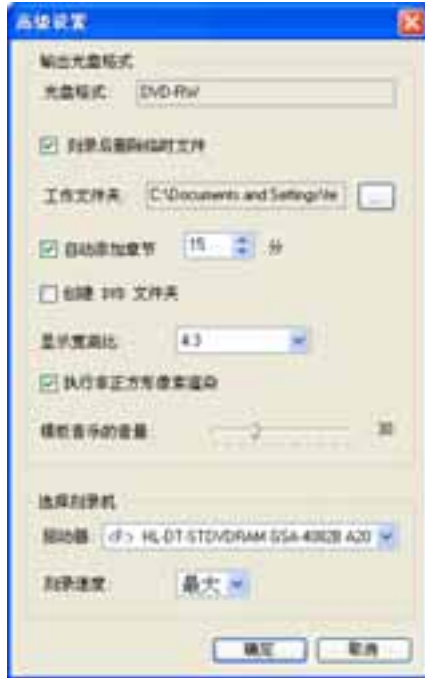 高级设置
输出光盘格式
光盘格式 DVD-RW
刻录后删除临时文件
工作文件夹 C:\Documents and Settings\te ...
自动添加章节 15 分
创建 DVD 文件夹
显示宽高比 4:3
执行非正方形像素渲染
模板音乐的音量 30
选择刻录机
驱动器 <F> HL-DT-STDVDRAM GSA-4082B A20
刻录速度 最大
确定 取消